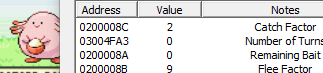 Address Value Notes
0200008C 2 Catch Factor
03004FA3 0 Number of Turns
0200008A 0 Remaining Bait
0200008B 9 Flee Factor